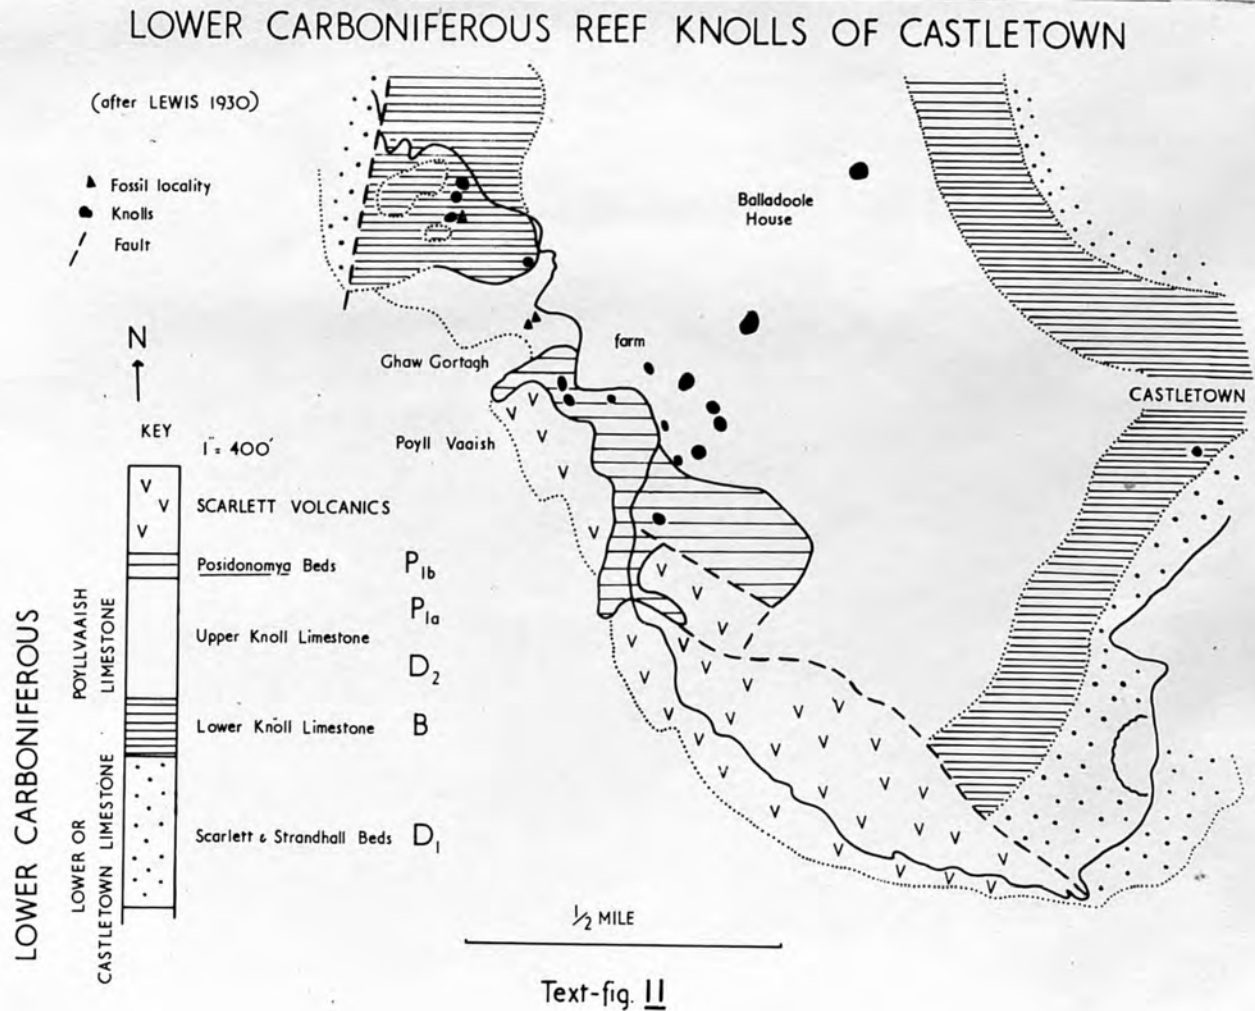 LOWER CARBONIFEROUS REEF KNOLLS OF CASTLETOWN
(after LEWIS 1930)
Fossil locality
Knolls
Fault
N
KEY
1" = 400'
SCARLETT VOLCANICS
Posidonomya Beds P1b
P1a
Upper Knoll Limestone
D2
Lower Knoll Limestone B
Scarlett & Strandhall Beds D1
LOWER CARBONIFEROUS
POYLLVAAISH
LIMESTONE
LOWER OR
CASTLETOWN LIMESTONE
Balladoole
House
farm
Ghaw Gortagh
Poyll Vaaish
CASTLETOWN
1/2 MILE
Text-fig. 11